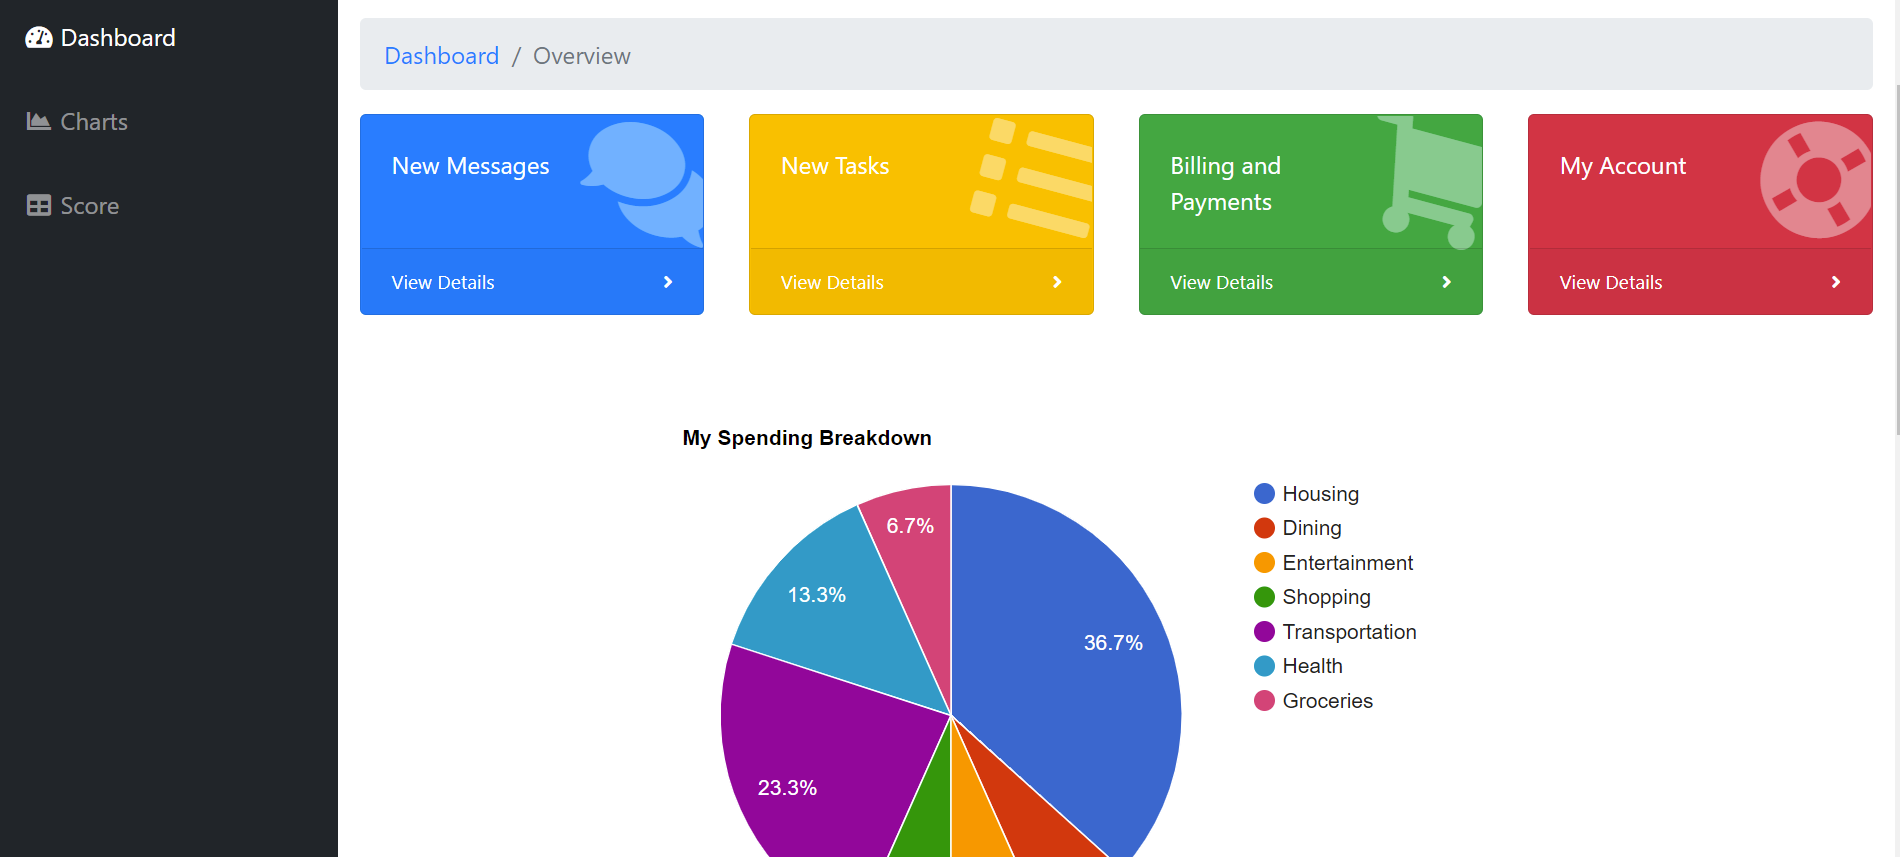 Dashboard
Charts
Score
Dashboard / Overview
New Messages
View Details
New Tasks
View Details
Billing and
Payments
View Details
My Account
View Details
My Spending Breakdown
6.7%
13.3%
36.7%
23.3%
Housing
Dining
Entertainment
Shopping
Transportation
Health
Groceries